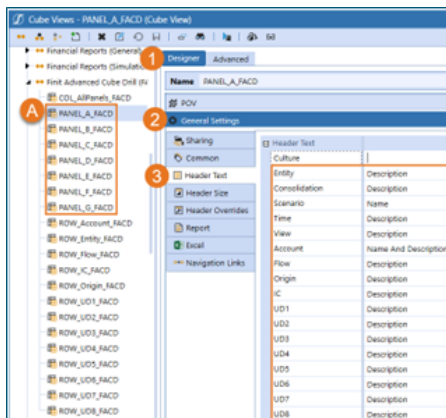 Cube Views - PANEL_A_FACD (Cube View)
Financial Reports (General
Financial Reports (Simulatio
Finit Advanced Cube Drill (FA
COL_AllPanels_FACD
A
PANEL_A_FACD
PANEL_B_FACD
PANEL_C_FACD
PANEL_D_FACD
PANEL_E_FACD
PANEL_F_FACD
PANEL_G_FACD
ROW_Account_FACD
ROW_Entity_FACD
ROW_Flow_FACD
ROW_IC_FACD
ROW_Origin_FACD
ROW_UD1_FACD
ROW_UD2_FACD
ROW_UD3_FACD
ROW_UD4_FACD
ROW_UD5_FACD
ROW_UD6_FACD
ROW_UD7_FACD
ROW_UD8_FACD
1 Designer Advanced
Name PANEL_A_FACD
POV
2 General Settings
Sharing
Common
3 Header Text
Header Size
Header Overrides
Report
Excel
Navigation Links
Header Text
Culture
Entity Description
Consolidation Description
Scenario Name
Time Description
View Description
Account Name And Description
Flow Description
Origin Description
IC Description
UD1 Description
UD2 Description
UD3 Description
UD4 Description
UD5 Description
UD6 Description
UD7 Description
UD8 Description